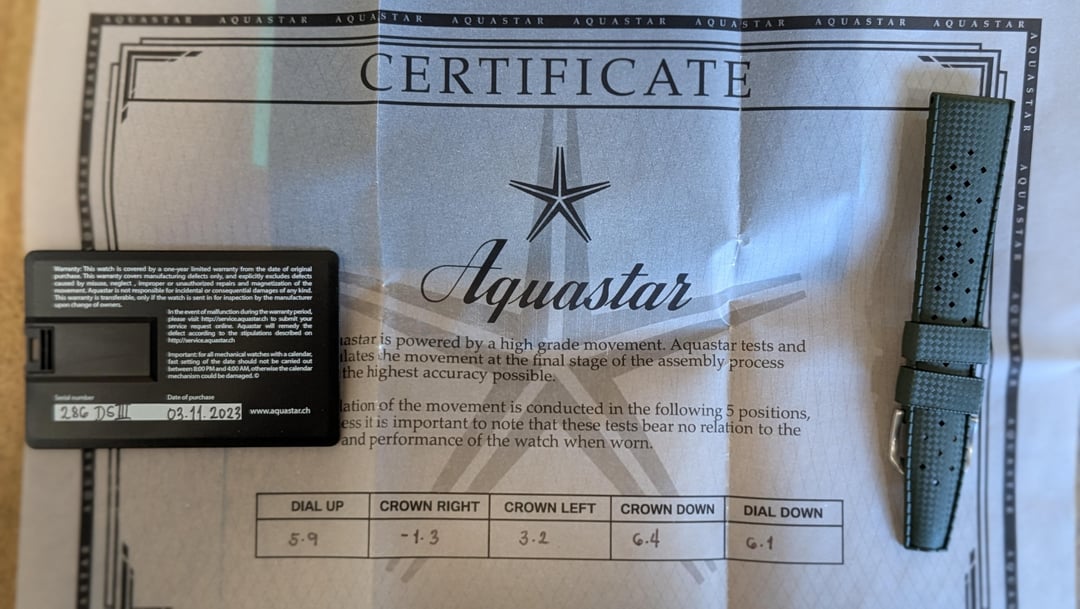 AQUASTAR AQUASTAR AQUASTAR AQUASTAR AQUASTAR AQUASTAR AQUASTAR AQUASTAR
CERTIFICATE
Aquastar
astar is powered by a high grade movement. Aquastar tests and
lates the movement at the final stage of the assembly process
the highest accuracy possible.
lation of the movement is conducted in the following 5 positions,
ess it is important to note that these tests bear no relation to the
and performance of the watch when worn.
DIAL UP CROWN RIGHT CROWN LEFT CROWN DOWN DIAL DOWN
5.9 -1.3 3.2 6.4 6.1
Warranty: This watch is covered by a one-year limited warranty from the date of original
purchase. This warranty covers manufacturing defects only, and explicitly excludes defects
caused by misuse, neglect , improper or unauthorized repairs and magnetization of the
movement. Aquastar is not responsible for incidental or consequential damages of any kind.
This warranty is transferable, only if the watch is sent in for inspection by the manufacturer
upon change of owners.
In the event of malfunction during the warranty period,
please visit http://service.aquastar.ch to submit your
service request online. Aquastar will remedy the
defect according to the stipulations described on
http://service.aquastar.ch
Important: for all mechanical watches with a calendar,
fast setting of the date should not be carried out
between 8:00 PM and 4:00 AM, otherwise the calendar
mechanism could be damaged. ©
Serial number Date of purchase
286 DSIII 03.11.2023 www.aquastar.ch
AQUASTAR
AQUASTAR